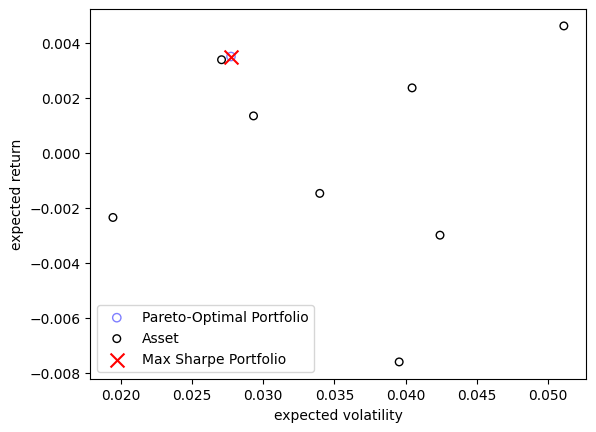 0.004
0.002
0.000
−0.002
−0.004
−0.006
−0.008
expected return
Pareto-Optimal Portfolio
Asset
Max Sharpe Portfolio
0.020 0.025 0.030 0.035 0.040 0.045 0.050
expected volatility